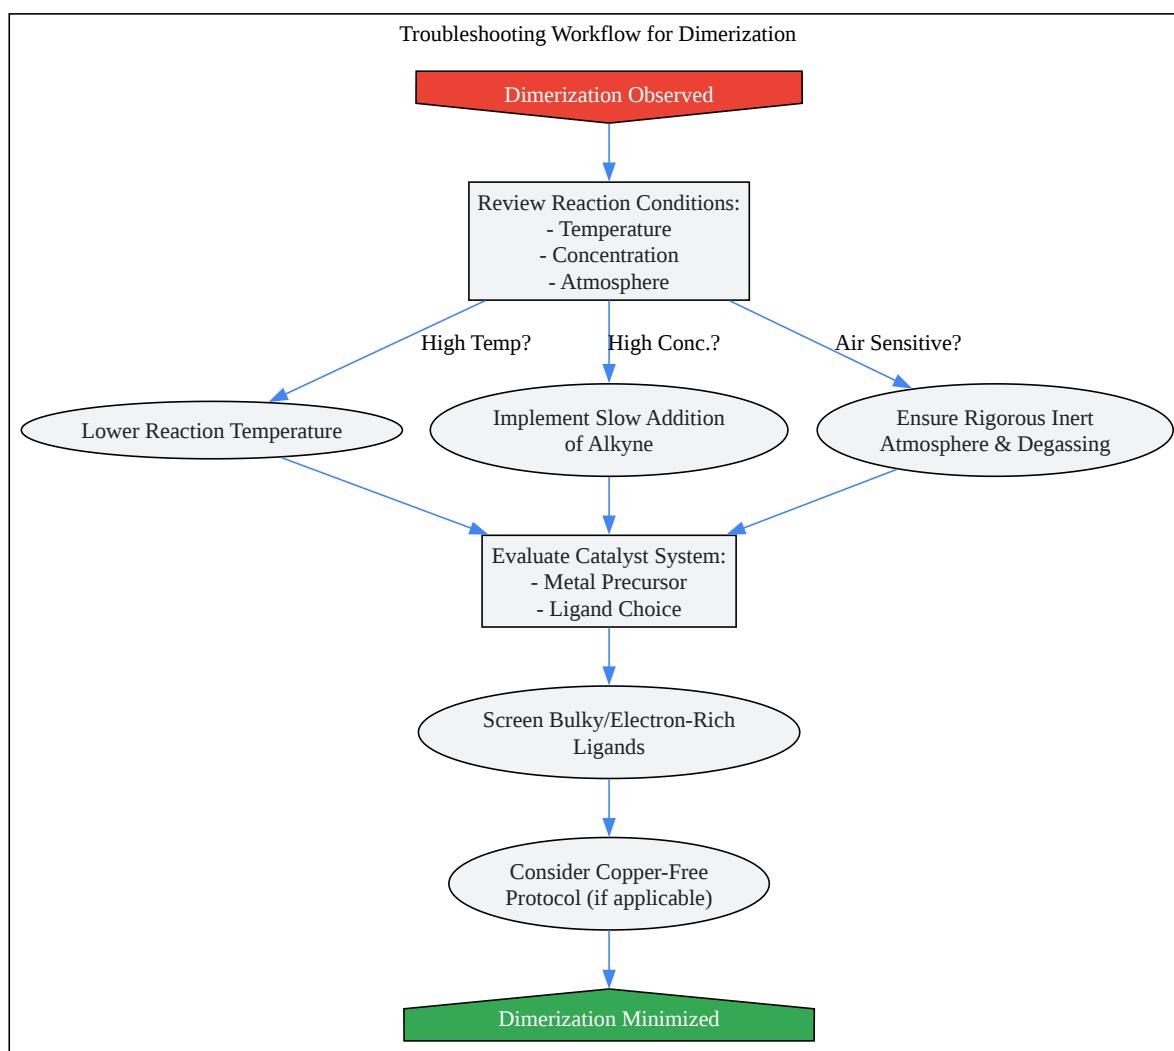 Troubleshooting Workflow for Dimerization
Dimerization Observed
Review Reaction Conditions:
- Temperature
- Concentration
- Atmosphere
High Temp?
High Conc.?
Air Sensitive?
Lower Reaction Temperature
Implement Slow Addition
of Alkyne
Ensure Rigorous Inert
Atmosphere & Degassing
Evaluate Catalyst System:
- Metal Precursor
- Ligand Choice
Screen Bulky/Electron-Rich
Ligands
Consider Copper-Free
Protocol (if applicable)
Dimerization Minimized